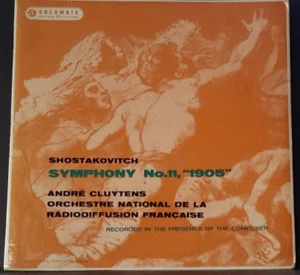 COLUMBIA
SHOSTAKOVITCH
SYMPHONY No.11, "1905"
ANDRÉ CLUYTENS
ORCHESTRE NATIONAL DE LA
RADIODIFFUSION FRANÇAISE
RECORDED IN THE PRESENCE OF THE COMPOSER